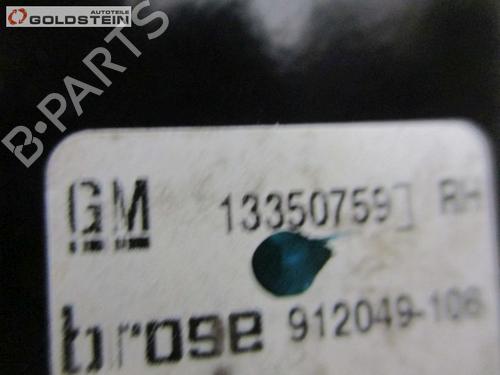 AUTOTEILE
GOLDSTEIN
B-PARTS
GM 13350759 RH
brose 912049-106